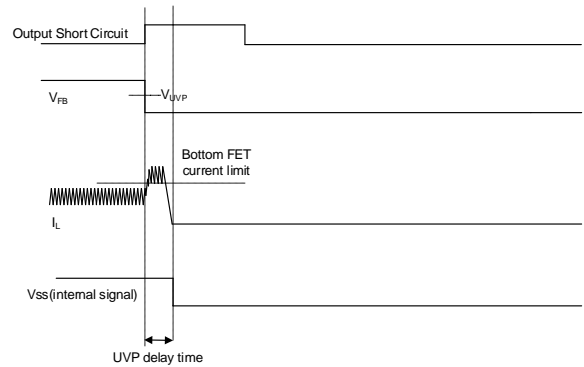 Output Short Circuit
VFB
VUVP
Bottom FET
current limit
IL
Vss(internal signal)
UVP delay time